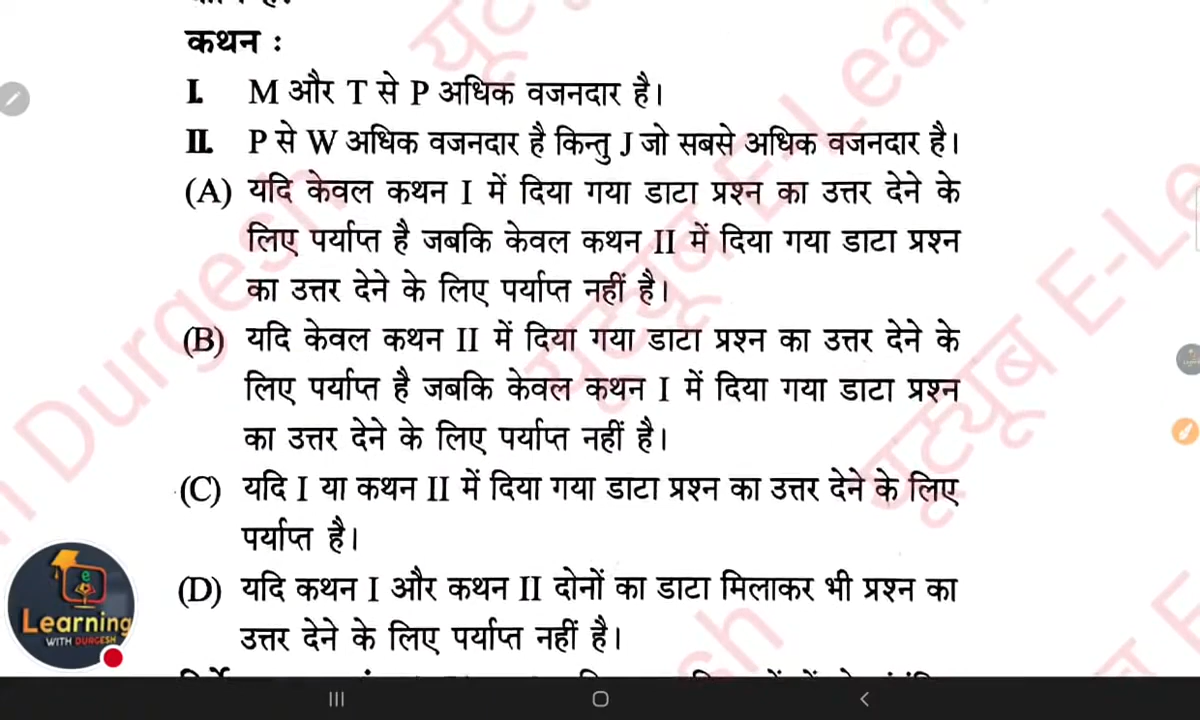 कथन :
I. M और T से P अधिक वजनदार है।
II. P से W अधिक वजनदार है किन्तु J जो सबसे अधिक वजनदार है।
(A) यदि केवल कथन I में दिया गया डाटा प्रश्न का उत्तर देने के
लिए पर्याप्त है जबकि केवल कथन II में दिया गया डाटा प्रश्न
का उत्तर देने के लिए पर्याप्त नहीं है।
(B) यदि केवल कथन II में दिया गया डाटा प्रश्न का उत्तर देने के
लिए पर्याप्त है जबकि केवल कथन I में दिया गया डाटा प्रश्न
का उत्तर देने के लिए पर्याप्त नहीं है।
(C) यदि I या कथन II में दिया गया डाटा प्रश्न का उत्तर देने के लिए
पर्याप्त है।
(D) यदि कथन I और कथन II दोनों का डाटा मिलाकर भी प्रश्न का
उत्तर देने के लिए पर्याप्त नहीं है।
e
Learning
WITH DURGESH
Durgesh
यूट्यूब E-Learn
यूट्यूब E-Le